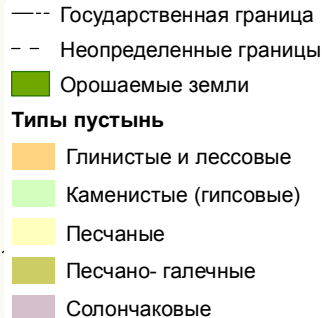 Государственная граница
Неопределенные границы
Орошаемые земли
Типы пустынь
Глинистые и лессовые
Каменистые (гипсовые)
Песчаные
Песчано- галечные
Солончаковые